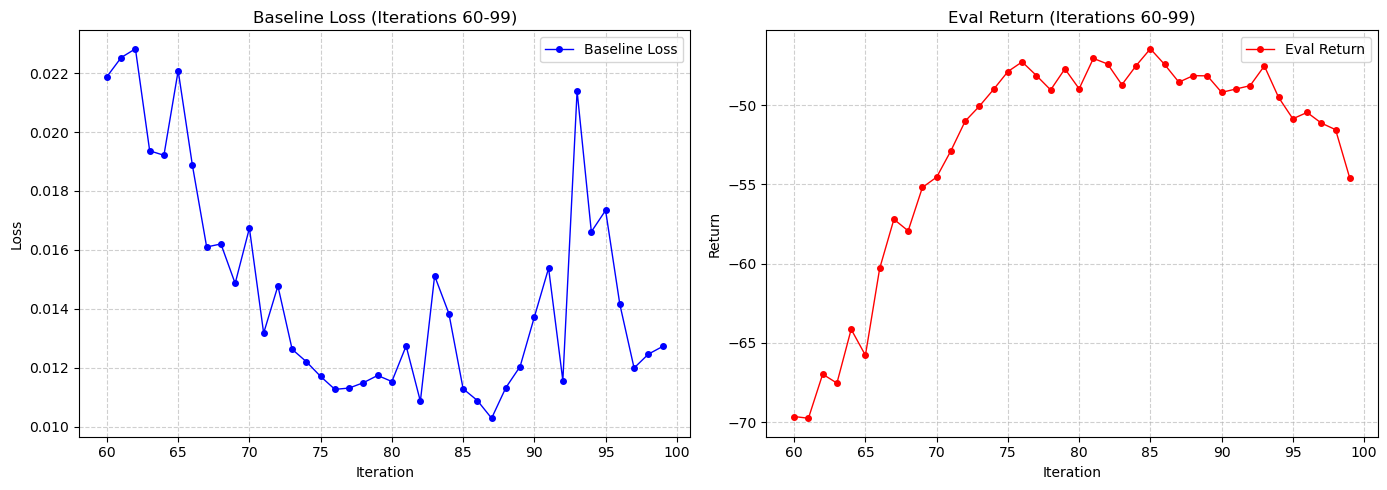 Baseline Loss (Iterations 60-99)
Baseline Loss
0.022
0.020
0.018
0.016
0.014
0.012
0.010
Loss
60 65 70 75 80 85 90 95 100
Iteration
Eval Return (Iterations 60-99)
Eval Return
−50
−55
−60
−65
−70
Return
60 65 70 75 80 85 90 95 100
Iteration